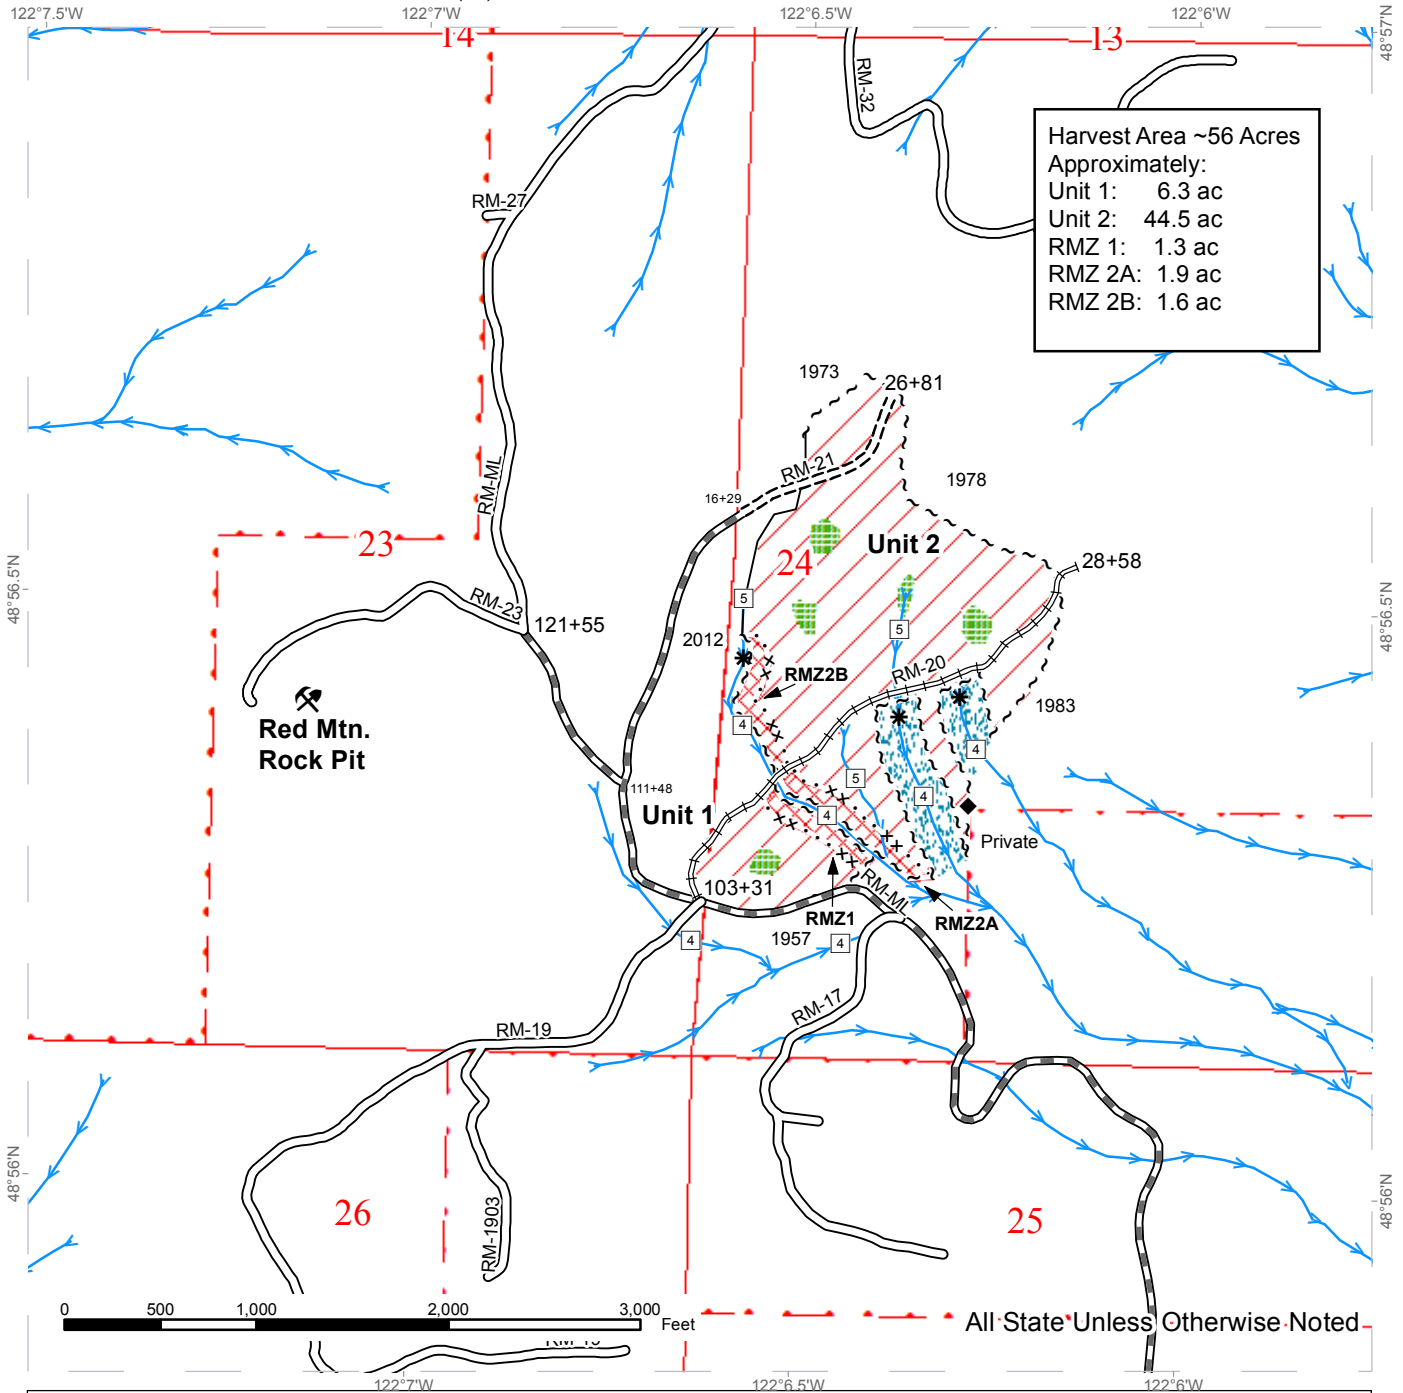 122°7.5'W 122°7'W 122°6.5'W 122°6'W
48°57'N
14
13
RM-32
Harvest Area ~56 Acres
Approximately:
Unit 1: 6.3 ac
Unit 2: 44.5 ac
RMZ 1: 1.3 ac
RMZ 2A: 1.9 ac
RMZ 2B: 1.6 ac
RM-27
1973
26+81
RM-ML
RM-21
1978
16+29
23
Unit 2
24
28+58
48°56.5'N
48°56.5'N
5
RM-23
121+55
5
2012
RMZ2B
RM-20
1983
Red Mtn.
Rock Pit
4
4
5
111+48
4
Unit 1
4
Private
103+31
RM-ML
RMZ1
RMZ2A
4
1957
4
RM-17
RM-19
48°56'N
48°56'N
26
25
RM-1903
0 500 1,000 2,000 3,000
Feet
All State Unless Otherwise Noted
122°7'W 122°6.5'W 122°6'W